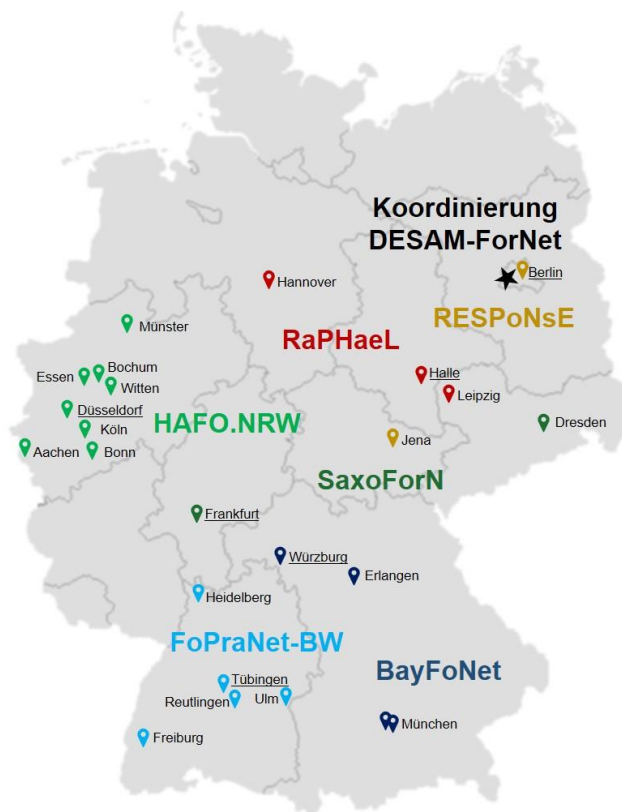 Koordinierung
DESAM-ForNet
Berlin
Hannover
RESPoNsE
Münster
RaPHaeL
Bochum
Essen
Halle
Witten
Leipzig
Düsseldorf
HAFO.NRW
Dresden
Köln
Jena
Aachen
Bonn
SaxoForN
Frankfurt
Würzburg
Erlangen
Heidelberg
FoPraNet-BW
BayFoNet
Tübingen
Reutlingen
Ulm
München
Freiburg